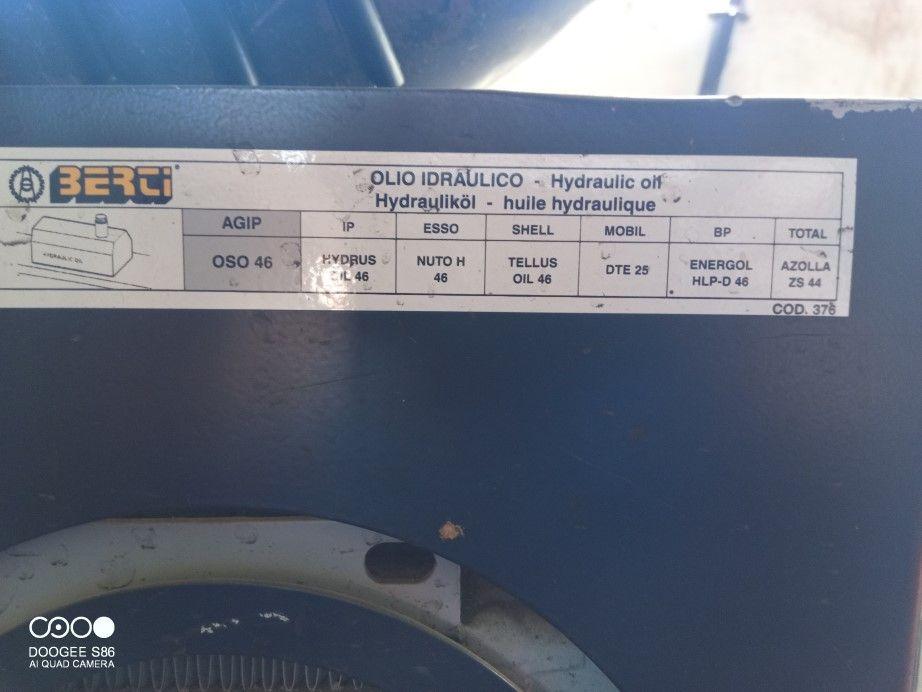 BERTI
OLIO IDRAULICO - Hydraulic oil
Hydrauliköl - huile hydraulique
AGIP IP ESSO SHELL MOBIL BP TOTAL
HYDRAULIC OIL
OSO 46 HYDRUS OIL 46 NUTO H 46 TELLUS OIL 46 DTE 25 ENERGOL HLP-D 46 AZOLLA ZS 44
COD. 376
DOOGEE S86
AI QUAD CAMERA